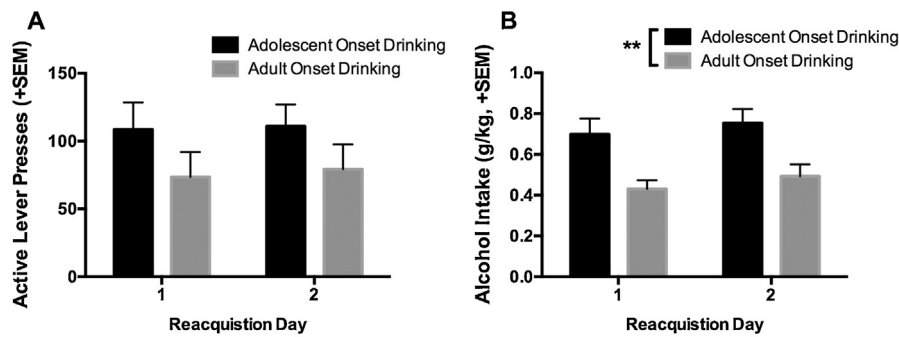 A
Adolescent Onset Drinking
Adult Onset Drinking
Active Lever Presses (+SEM)
150
100
50
0
1
2
Reacquistion Day
B
**
Adolescent Onset Drinking
Adult Onset Drinking
Alcohol Intake (g/kg, +SEM)
1.0
0.8
0.6
0.4
0.2
0.0
1
2
Reacquistion Day